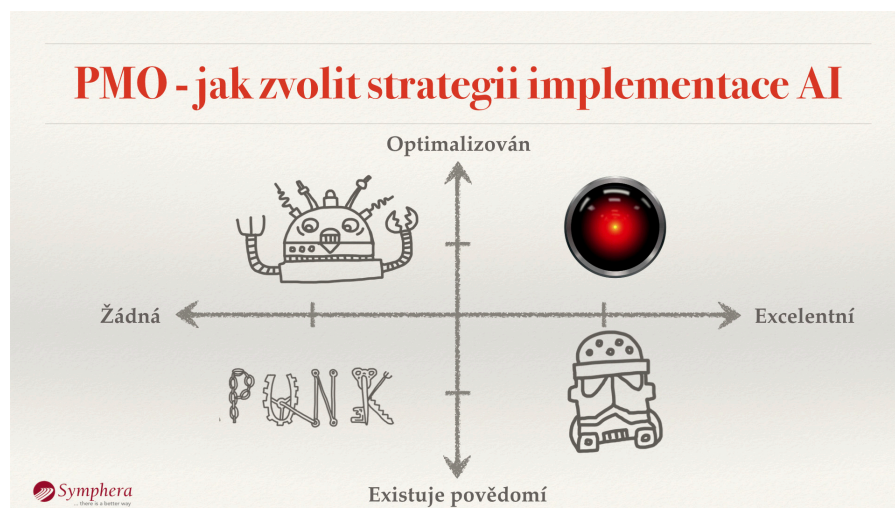 PMO - jak zvolit strategii implementace AI
Optimalizován
Žádná
Excelentní
PUNK
Existuje povědomí
Symphera
... there is a better way